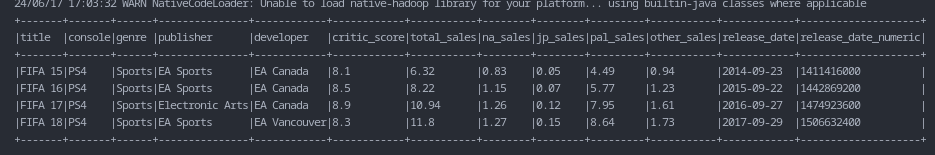 24/06/17 17:03:32 WARN NativeCodeLoader: Unable to load native-hadoop library for your platform... using builtin-java classes where applicable
+-------+-------+------+---------------+------------+------------+-----------+--------+--------+---------+-----------+------------+--------------------+
|title  |console|genre |publisher      |developer   |critic_score|total_sales|na_sales|jp_sales|pal_sales|other_sales|release_date|release_date_numeric|
+-------+-------+------+---------------+------------+------------+-----------+--------+--------+---------+-----------+------------+--------------------+
|FIFA 15|PS4    |Sports|EA Sports      |EA Canada   |8.1         |6.32       |0.83    |0.05    |4.49     |0.94       |2014-09-23  |1411416000          |
|FIFA 16|PS4    |Sports|EA Sports      |EA Canada   |8.5         |8.22       |1.15    |0.07    |5.77     |1.23       |2015-09-22  |1442869200          |
|FIFA 17|PS4    |Sports|Electronic Arts|EA Canada   |8.9         |10.94      |1.26    |0.12    |7.95     |1.61       |2016-09-27  |1474923600          |
|FIFA 18|PS4    |Sports|EA Sports      |EA Vancouver|8.3         |11.8       |1.27    |0.15    |8.64     |1.73       |2017-09-29  |1506632400          |
+-------+-------+------+---------------+------------+------------+-----------+--------+--------+---------+-----------+------------+--------------------+